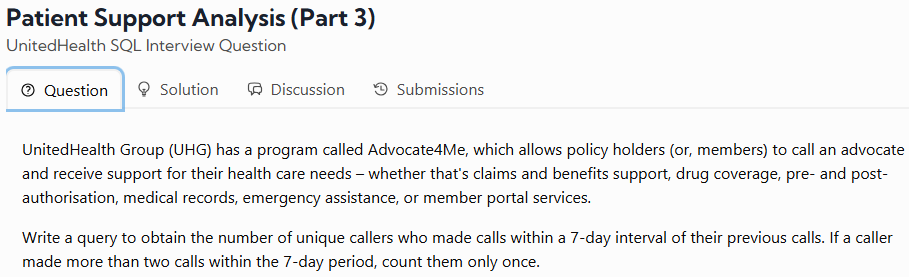 Patient Support Analysis (Part 3)
UnitedHealth SQL Interview Question
Question Solution Discussion Submissions
UnitedHealth Group (UHG) has a program called Advocate4Me, which allows policy holders (or, members) to call an advocate
and receive support for their health care needs – whether that's claims and benefits support, drug coverage, pre- and post-
authorisation, medical records, emergency assistance, or member portal services.
Write a query to obtain the number of unique callers who made calls within a 7-day interval of their previous calls. If a caller
made more than two calls within the 7-day period, count them only once.